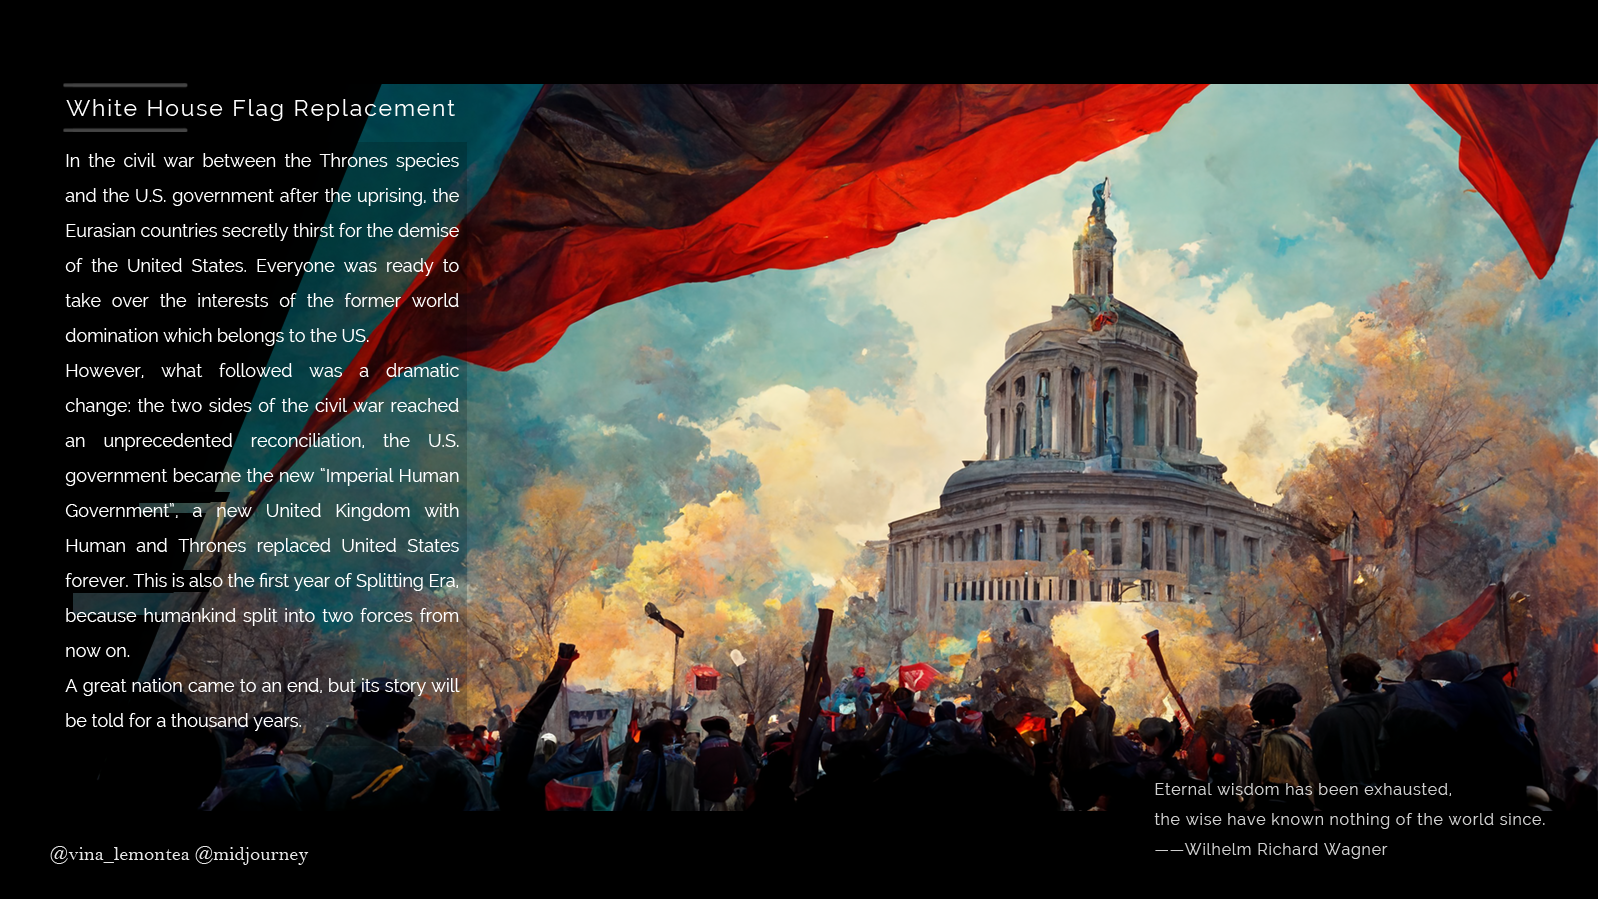 White House Flag Replacement
In the civil war between the Thrones species
and the U.S. government after the uprising, the
Eurasian countries secretly thirst for the demise
of the United States. Everyone was ready to
take over the interests of the former world
domination which belongs to the US.
However, what followed was a dramatic
change: the two sides of the civil war reached
an unprecedented reconciliation, the U.S.
government became the new “Imperial Human
Government”, a new United Kingdom with
Human and Thrones replaced United States
forever. This is also the first year of Splitting Era,
because humankind split into two forces from
now on.
A great nation came to an end, but its story will
be told for a thousand years.
Eternal wisdom has been exhausted,
the wise have known nothing of the world since.
——Wilhelm Richard Wagner
@vina_lemontea @midjourney